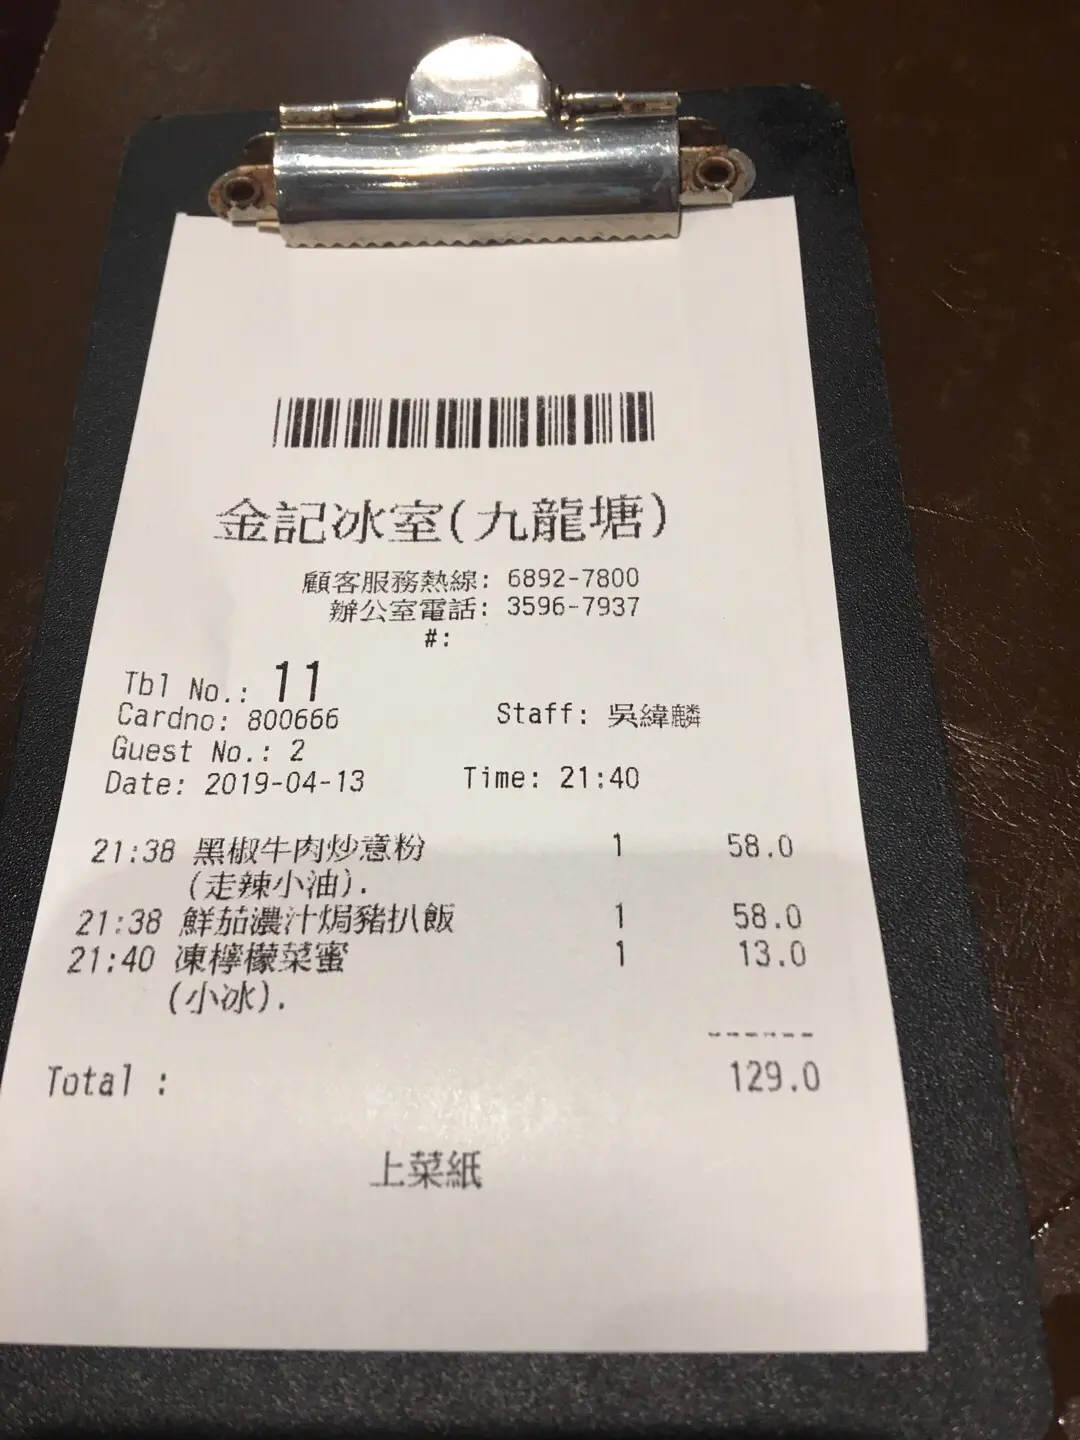 金記冰室(九龍塘)
顧客服務熱線: 6892-7800
辦公室電話: 3596-7937
#:
Tbl No.: 11
Cardno: 800666 Staff: 吳緯麟
Guest No.: 2
Date: 2019-04-13 Time: 21:40
21:38 黑椒牛肉炒意粉 1 58.0
(走辣小油).
21:38 鮮茄濃汁焗豬扒飯 1 58.0
21:40 凍檸檬菜蜜 1 13.0
(小冰).
------
Total : 129.0
上菜紙